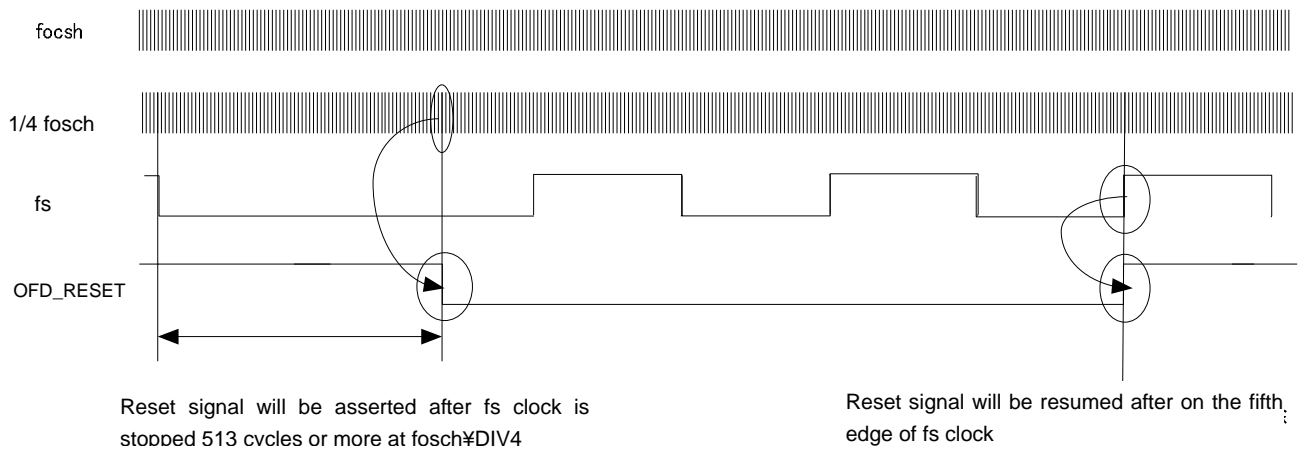 focsh
1/4 fosch
fs
OFD_RESET
Reset signal will be asserted after fs clock is
stopped 513 cycles or more at fosch¥DIV4
Reset signal will be resumed after on the fifth
edge of fs clock